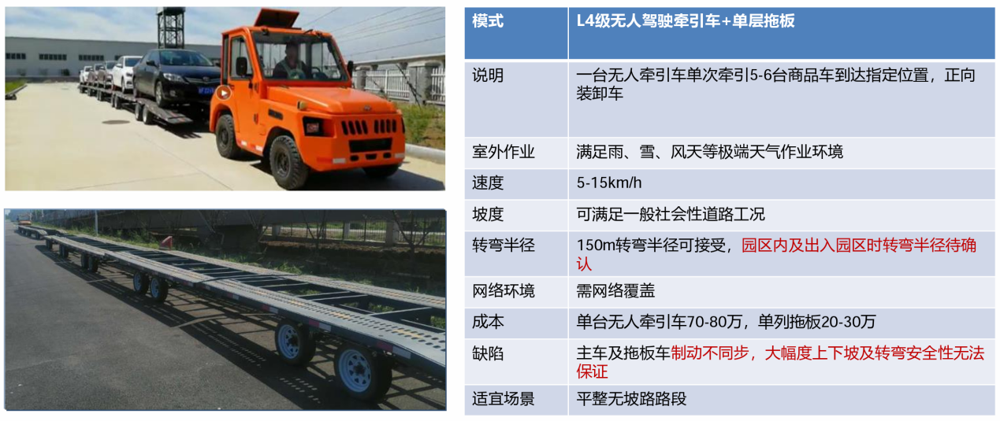 模式 L4级无人驾驶牵引车+单层拖板
说明 一台无人牵引车单次牵引5-6台商品车到达指定位置，正向
装卸车
室外作业 满足雨、雪、风天等极端天气作业环境
速度 5-15km/h
坡度 可满足一般社会性道路工况
转弯半径 150m转弯半径可接受，园区内及出入园区时转弯半径待确
认
网络环境 需网络覆盖
成本 单台无人牵引车70-80万，单列拖板20-30万
缺陷 主车及拖板车制动不同步，大幅度上下坡及转弯安全性无法
保证
适宜场景 平整无坡路路段